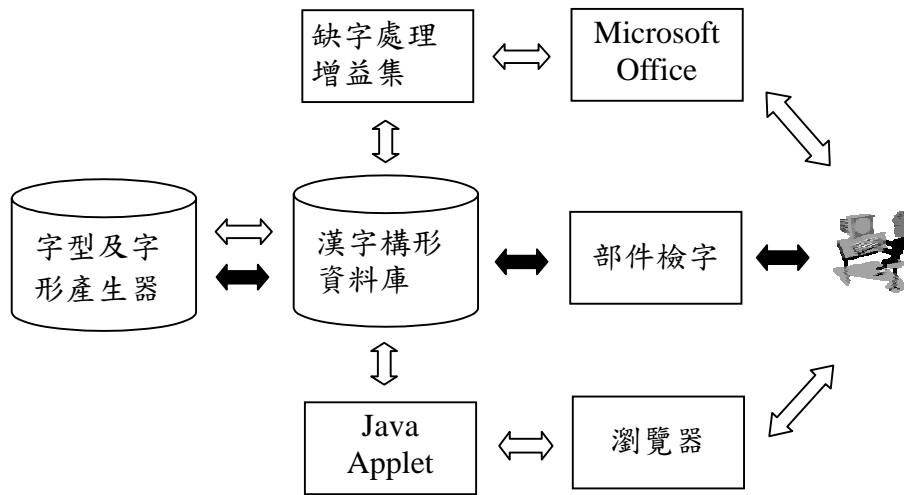 缺字處理
增益集
Microsoft
Office
字型及字
形產生器
漢字構形
資料庫
部件檢字
Java
Applet
瀏覽器